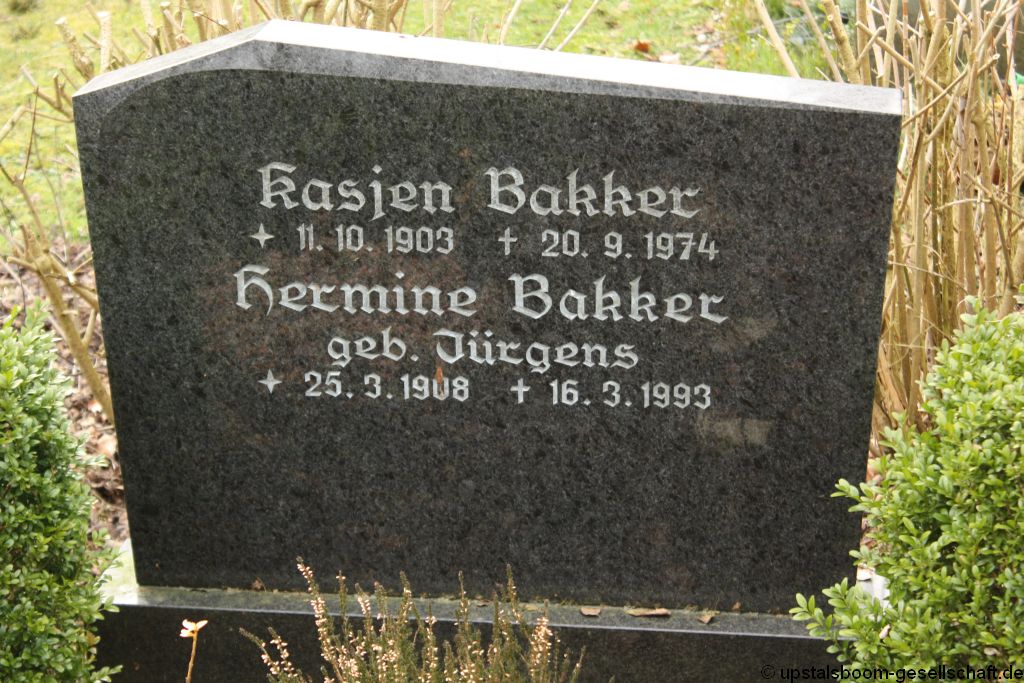 Kasjen Bakker
✦ 11. 10. 1903 † 20. 9. 1974
Hermine Bakker
geb. Jürgens
✦ 25. 3. 1908 † 16. 3. 1993
© upstalsboom-gesellschaft.de